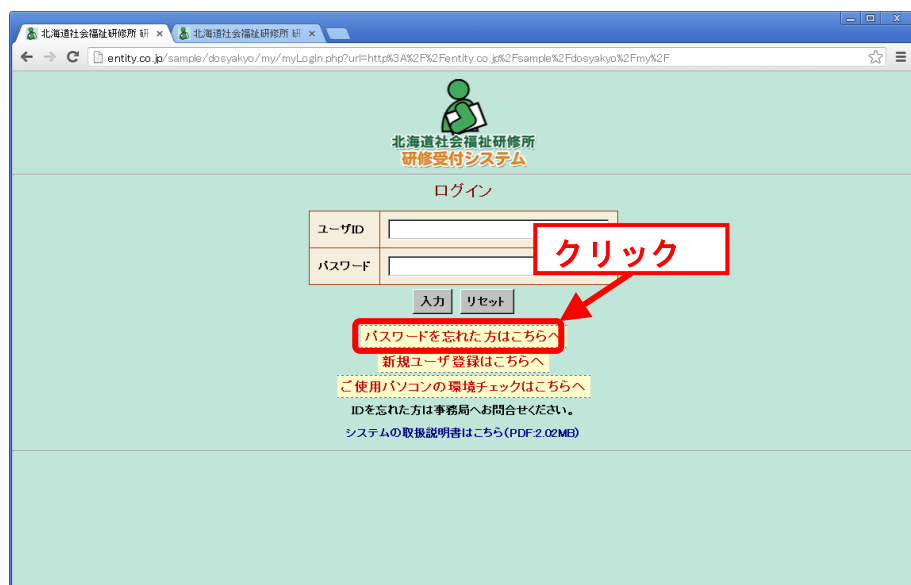 北海道社会福祉研修所 研
北海道社会福祉研修所 研
entity.co.jp/sample/dosyakyo/my/myLogin.php?url=http%3A%2F%2Fentity.co.jp%2Fsample%2Fdosyakyo%2Fmy%2F
北海道社会福祉研修所
研修受付システム
ログイン
ユーザID
クリック
パスワード
入力 リセット
パスワードを忘れた方はこちらへ
新規ユーザ登録はこちらへ
ご使用パソコンの環境チェックはこちらへ
IDを忘れた方は事務局へお問合せください。
システムの取扱説明書はこちら(PDF:2.02MB)